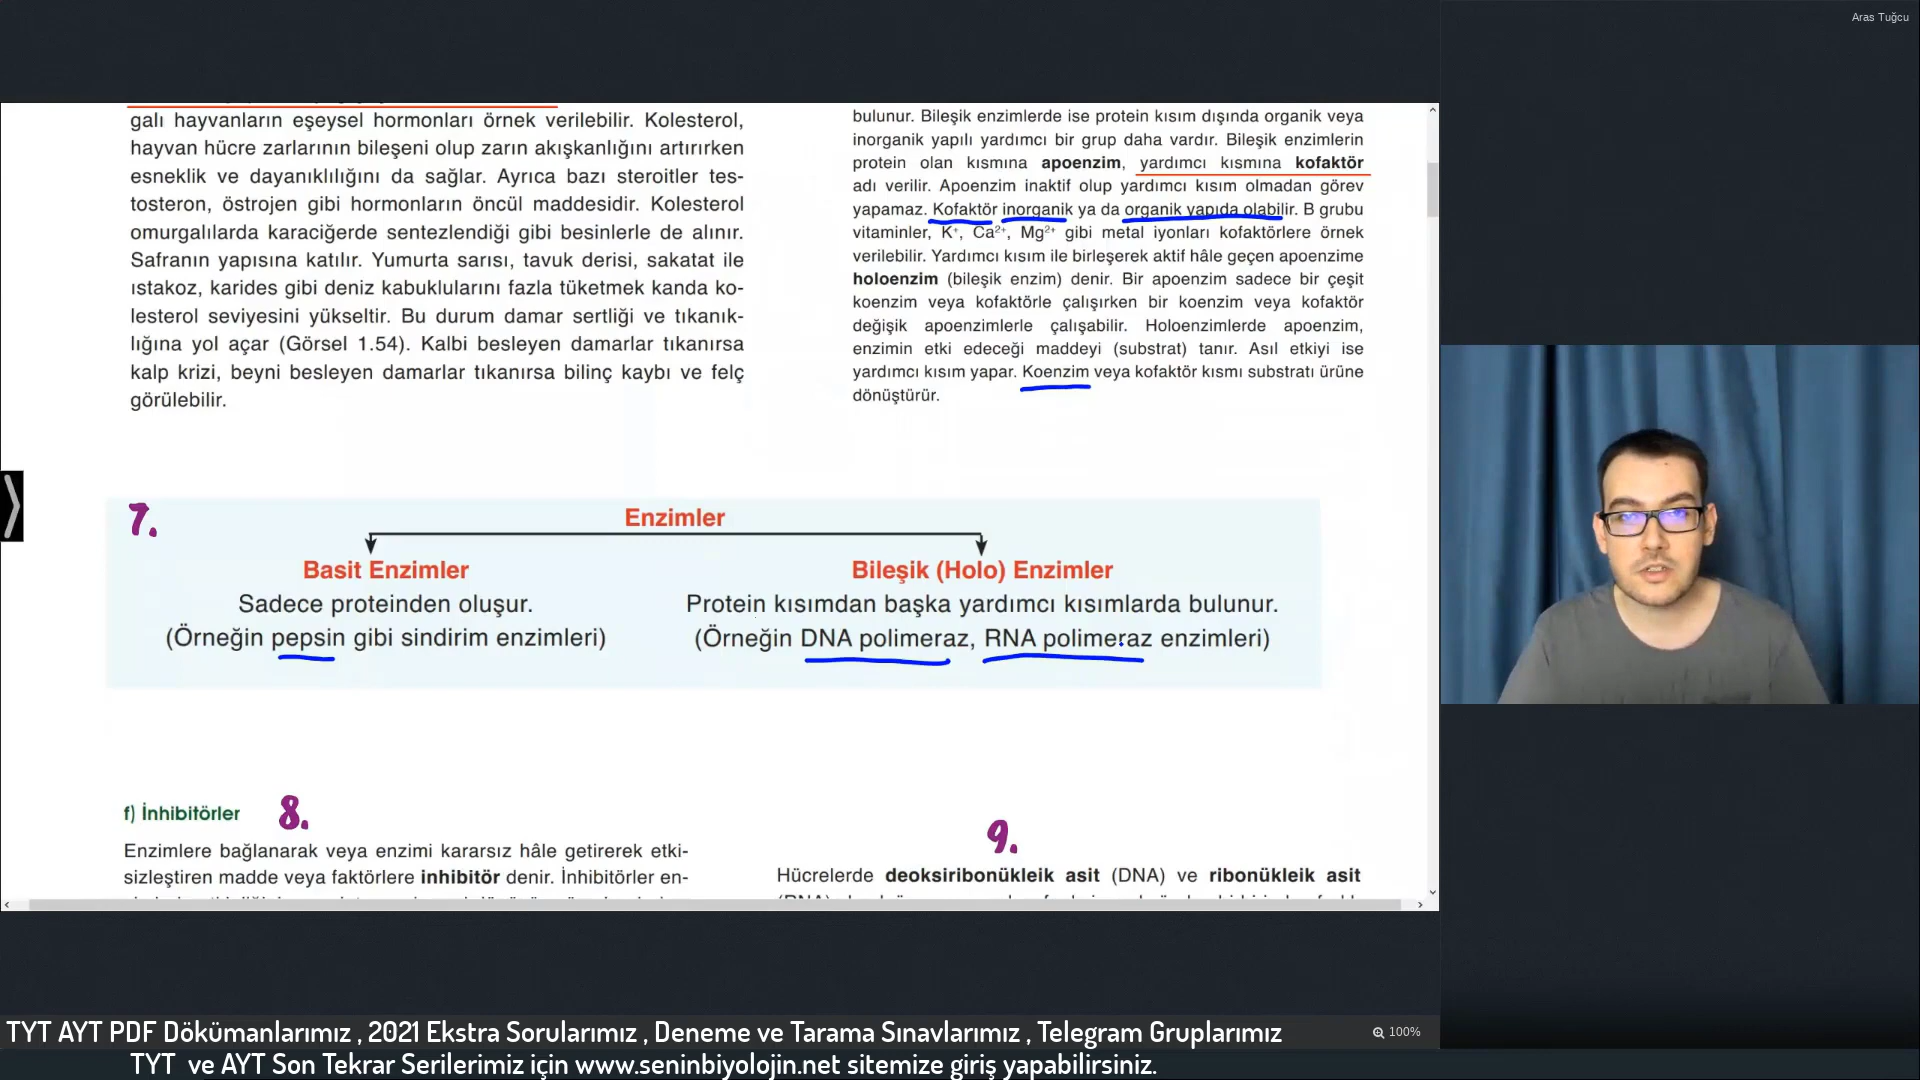 Aras Tuğcu
galı hayvanların eşeysel hormonları örnek verilebilir. Kolesterol,
hayvan hücre zarlarının bileşeni olup zarın akışkanlığını artırırken
esneklik ve dayanıklılığını da sağlar. Ayrıca bazı steroitler tes-
tosteron, östrojen gibi hormonların öncül maddesidir. Kolesterol
omurgalılarda karaciğerde sentezlendiği gibi besinlerle de alınır.
Safranın yapısına katılır. Yumurta sarısı, tavuk derisi, sakatat ile
ıstakoz, karides gibi deniz kabuklularını fazla tüketmek kanda ko-
lesterol seviyesini yükseltir. Bu durum damar sertliği ve tıkanık-
lığına yol açar (Görsel 1.54). Kalbi besleyen damarlar tıkanırsa
kalp krizi, beyni besleyen damarlar tıkanırsa bilinç kaybı ve felç
görülebilir.
bulunur. Bileşik enzimlerde ise protein kısım dışında organik veya
inorganik yapılı yardımcı bir grup daha vardır. Bileşik enzimlerin
protein olan kısmına apoenzim, yardımcı kısmına kofaktör
adı verilir. Apoenzim inaktif olup yardımcı kısım olmadan görev
yapamaz. Kofaktör inorganik ya da organik yapıda olabilir. B grubu
vitaminler, K⁺, Ca²⁺, Mg²⁺ gibi metal iyonları kofaktörlere örnek
verilebilir. Yardımcı kısım ile birleşerek aktif hâle geçen apoenzime
holoenzim (bileşik enzim) denir. Bir apoenzim sadece bir çeşit
koenzim veya kofaktörle çalışırken bir koenzim veya kofaktör
değişik apoenzimlerle çalışabilir. Holoenzimlerde apoenzim,
enzimin etki edeceği maddeyi (substrat) tanır. Asıl etkiyi ise
yardımcı kısım yapar. Koenzim veya kofaktör kısmı substratı ürüne
dönüştürür.
7.
Enzimler
Basit Enzimler
Sadece proteinden oluşur.
(Örneğin pepsin gibi sindirim enzimleri)
Bileşik (Holo) Enzimler
Protein kısımdan başka yardımcı kısımlarda bulunur.
(Örneğin DNA polimeraz, RNA polimeraz enzimleri)
f) İnhibitörler
8.
Enzimlere bağlanarak veya enzimi kararsız hâle getirerek etki-
sizleştiren madde veya faktörlere inhibitör denir. İnhibitörler en-
9.
Hücrelerde deoksiribonükleik asit (DNA) ve ribonükleik asit
100%
TYT AYT PDF Dökümanlarımız , 2021 Ekstra Sorularımız , Deneme ve Tarama Sınavlarımız , Telegram Gruplarımız
TYT ve AYT Son Tekrar Serilerimiz için www.seninbiyolojin.net sitemize giriş yapabilirsiniz.